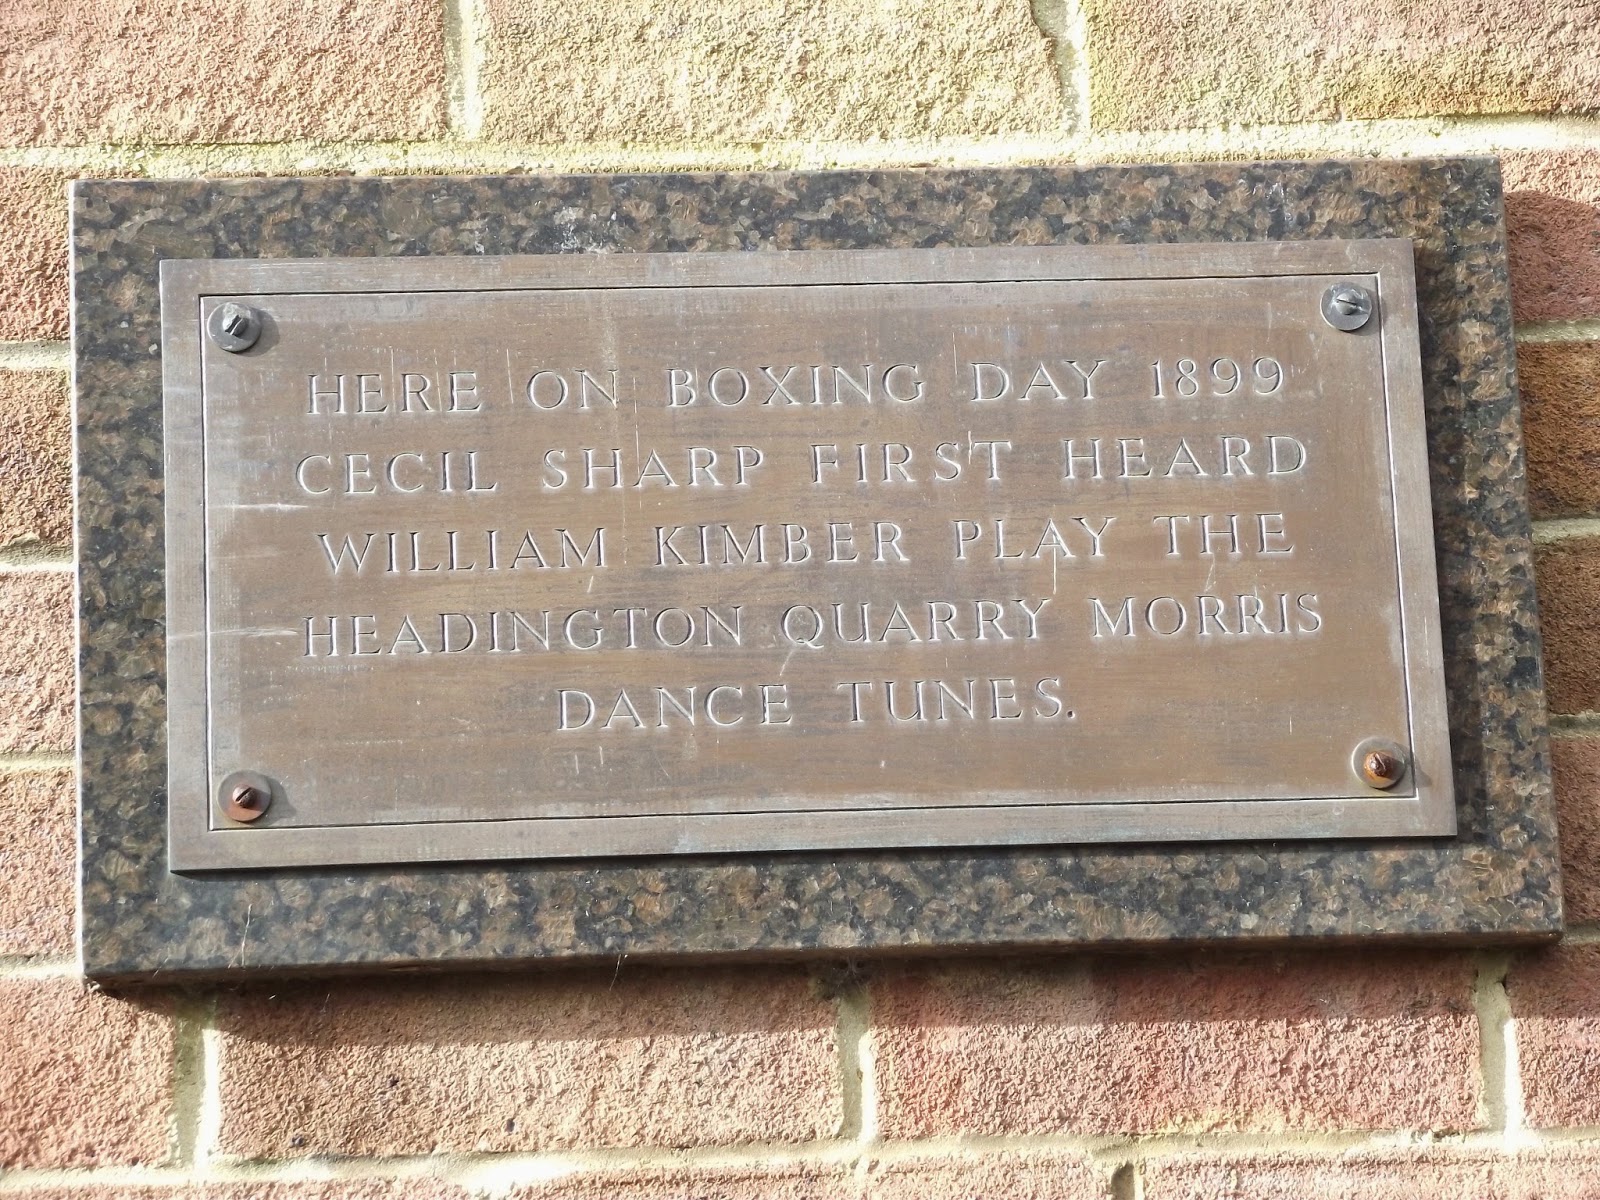 HERE ON BOXING DAY 1899
CECIL SHARP FIRST HEARD
WILLIAM KIMBER PLAY THE
HEADINGTON QUARRY MORRIS
DANCE TUNES.